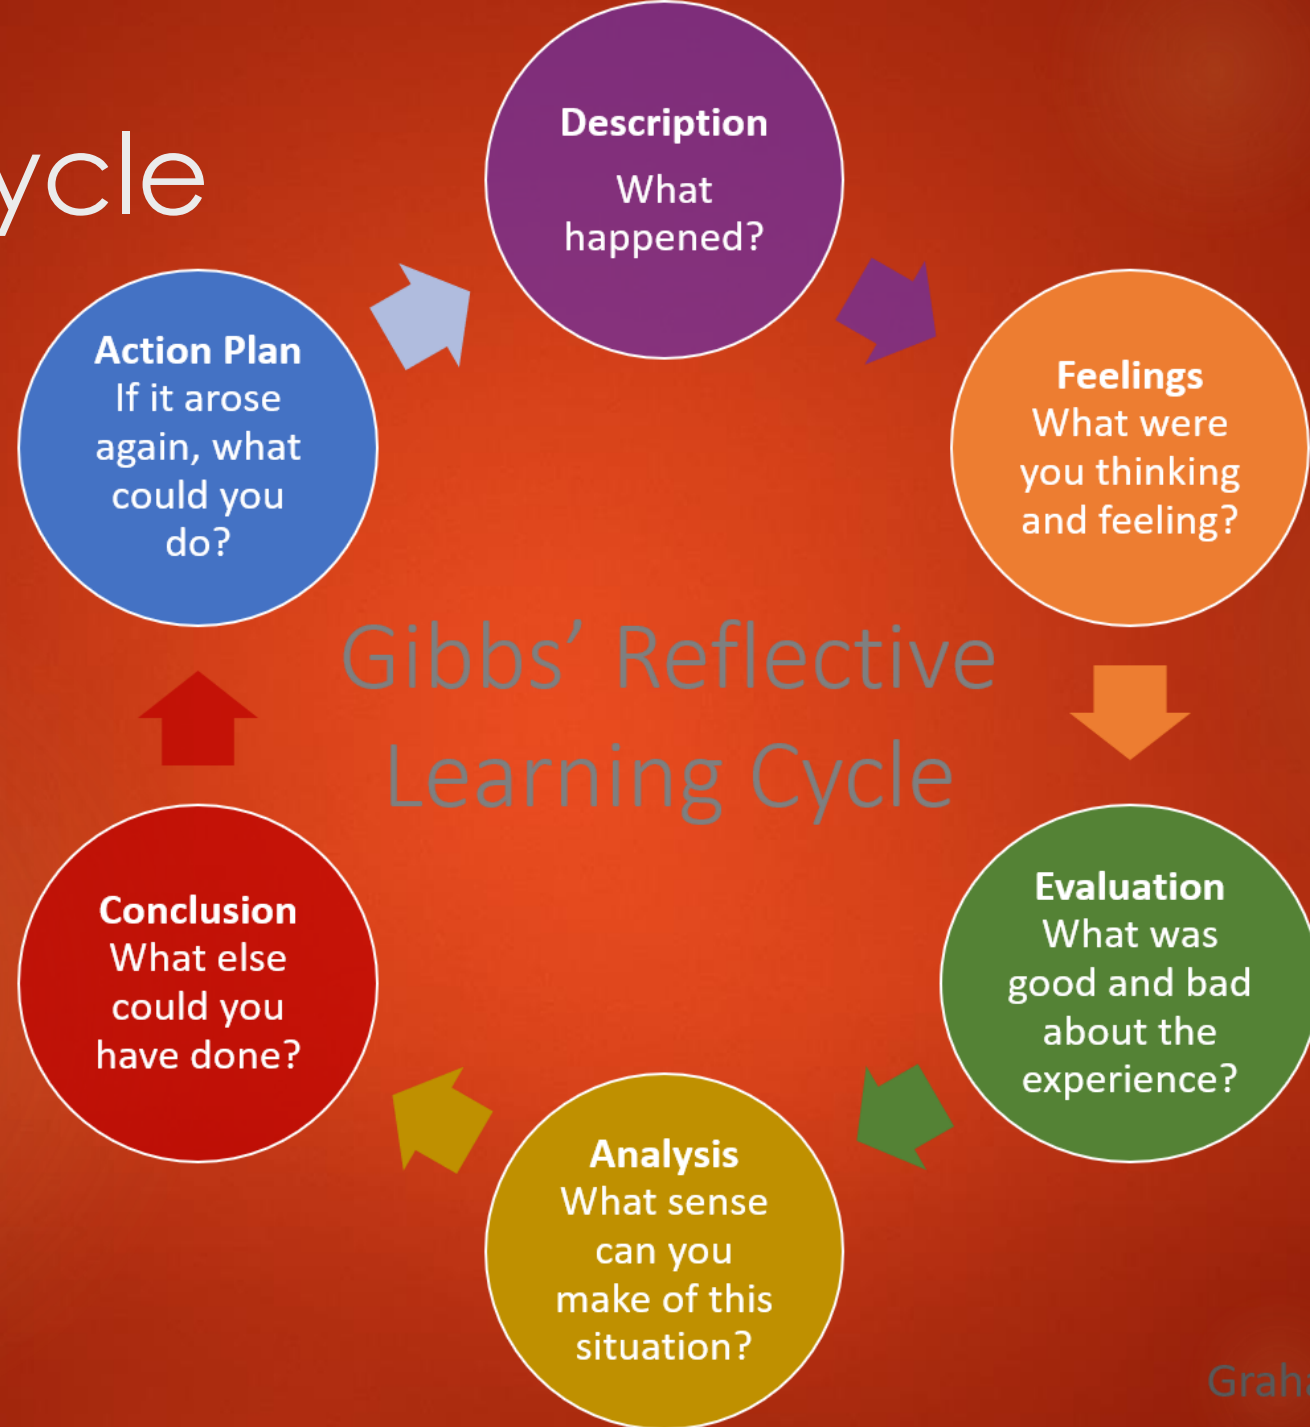 Description
What
happened?
Feelings
What were
you thinking
and feeling?
Evaluation
What was
good and bad
about the
experience?
Analysis
What sense
can you
make of this
situation?
Conclusion
What else
could you
have done?
Action Plan
If it arose
again, what
could you
do?
Gibbs’ Reflective
Learning Cycle